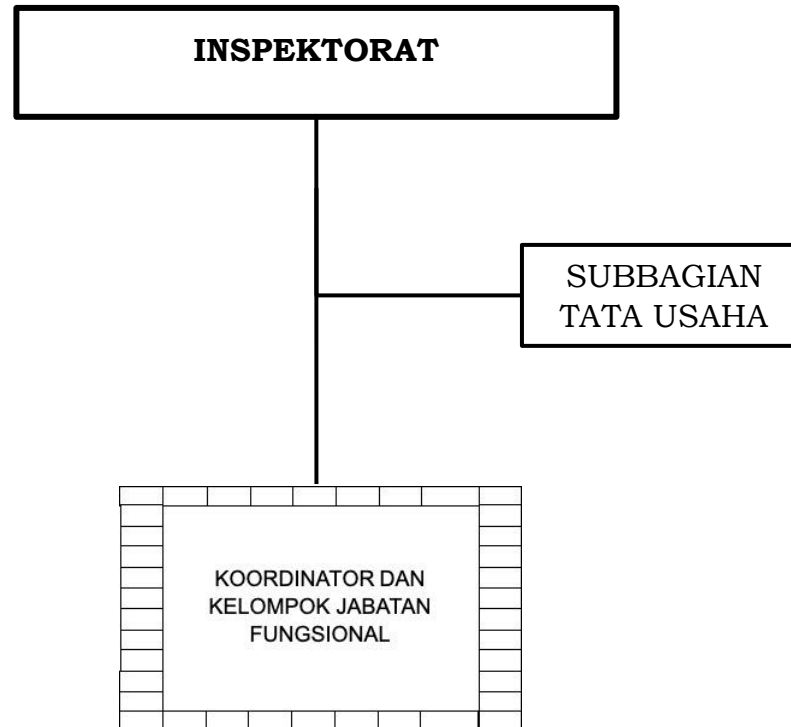 INSPEKTORAT
SUBBAGIAN
TATA USAHA
KOORDINATOR DAN
KELOMPOK JABATAN
FUNGSIONAL